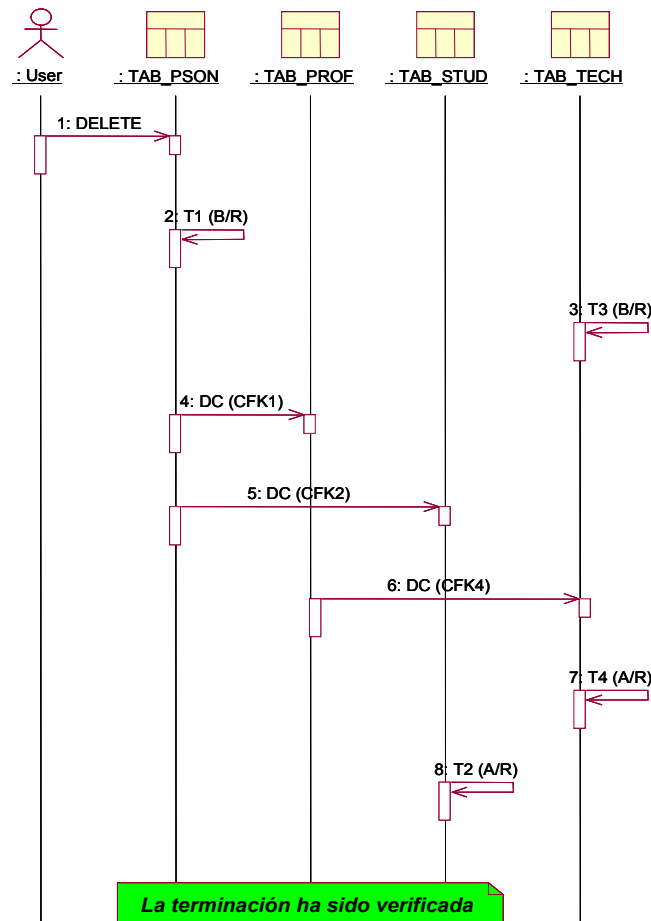 : User
: TAB_PSON
: TAB_PROF
: TAB_STUD
: TAB_TECH
1: DELETE
2: T1 (B/R)
3: T3 (B/R)
4: DC (CFK1)
5: DC (CFK2)
6: DC (CFK4)
7: T4 (A/R)
8: T2 (A/R)
La terminación ha sido verificada